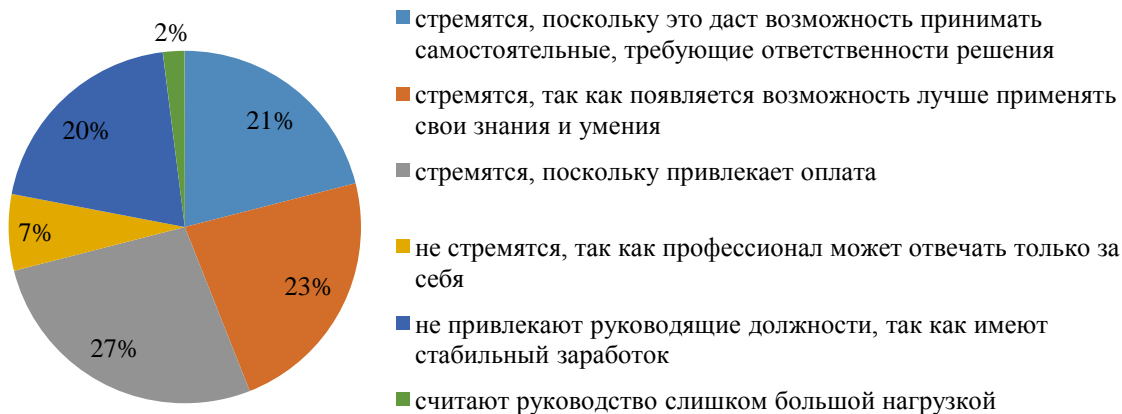 2%
21%
20%
7%
23%
27%
стремятся, поскольку это даст возможность принимать
самостоятельные, требующие ответственности решения
стремятся, так как появляется возможность лучше применять
свои знания и умения
стремятся, поскольку привлекает оплата
не стремятся, так как профессионал может отвечать только за
себя
не привлекают руководящие должности, так как имеют
стабильный заработок
считают руководство слишком большой нагрузкой